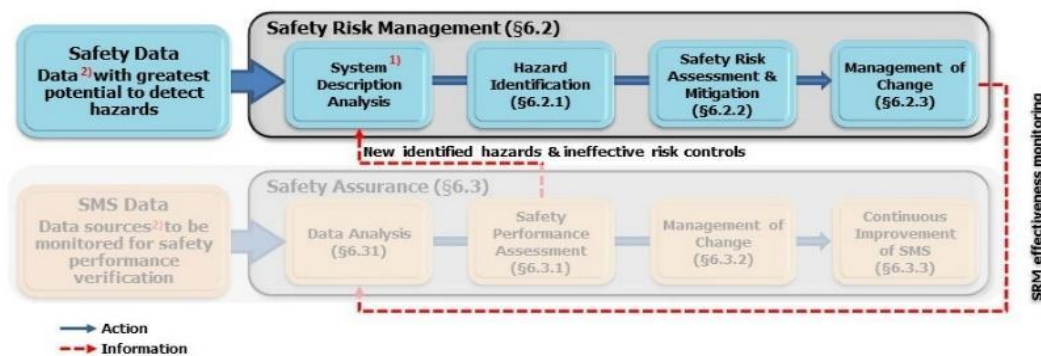 Safety Risk Management (§6.2)
Safety Data
Data 2) with greatest
potential to detect
hazards
System 1)
Description
Analysis
Hazard
Identification
(§6.2.1)
Safety Risk
Assessment &
Mitigation
(§6.2.2)
Management of
Change
(§6.2.3)
New identified hazards & ineffective risk controls
SRM effectiveness monitoring
Safety Assurance (§6.3)
SMS Data
Data sources 2) to be
monitored for safety
performance
verification
Data Analysis
(§6.31)
Safety
Performance
Assessment
(§6.3.1)
Management of
Change
(§6.3.2)
Continuous
Improvement
of SMS
(§6.3.3)
Action
Information